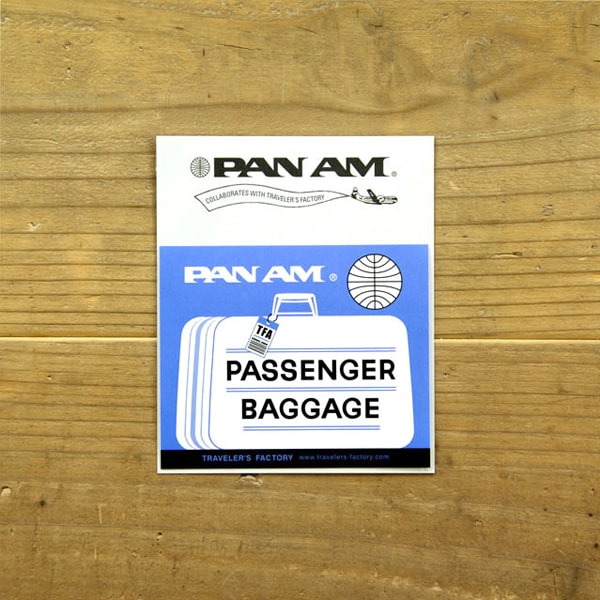 PAN AM®
COLLABORATES WITH TRAVELER'S FACTORY
PAN AM®
TFA
PASSENGER
BAGGAGE
TRAVELER'S FACTORY www.travelers-factory.com